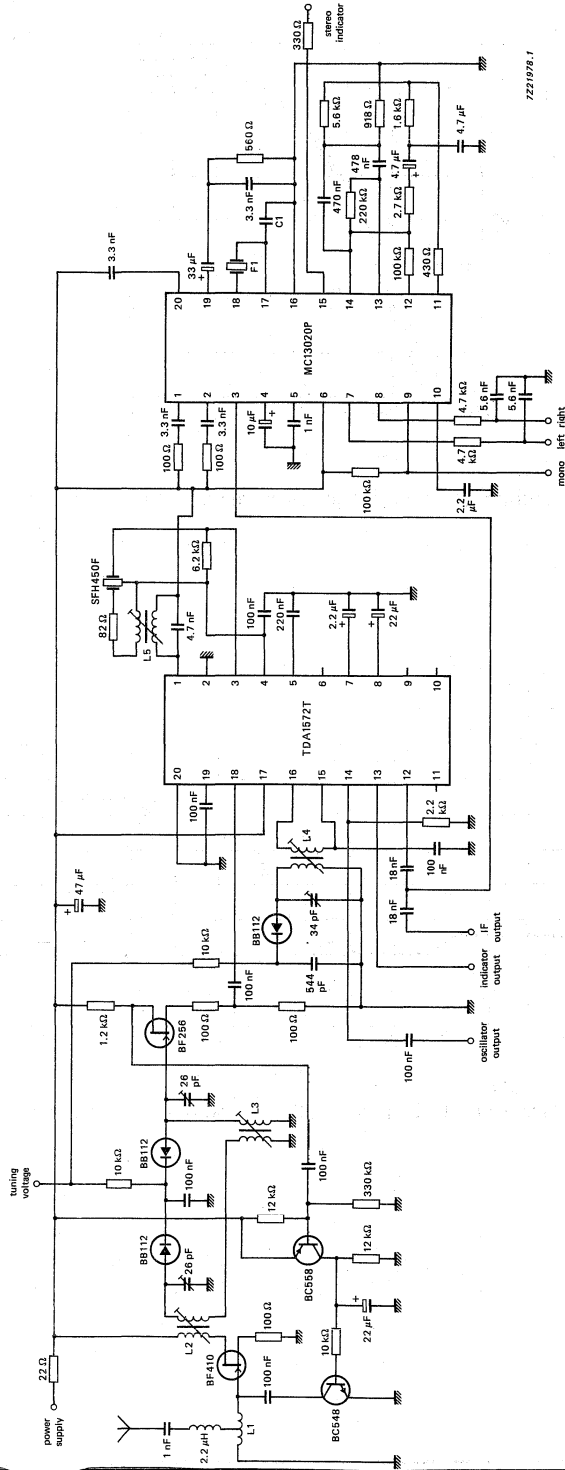 power
supply
22 Ω
1 nF
2.2 μH
L1
BF410
L2
26 pF
BB112
100 nF
10 kΩ
tuning
voltage
BB112
26
pF
L3
100 Ω
100 nF
BC548
10 kΩ
22 μF
+
BC558
12 kΩ
12 kΩ
330 kΩ
100 nF
1.2 kΩ
BF256
100 Ω
100 Ω
100 nF
47 μF
+
10 kΩ
BB112
544
pF
34 pF
L4
100 nF
oscillator
output
indicator
output
IF
output
18 nF
18 nF
100
nF
2.2
kΩ
100 nF
TDA1572T
20
19
18
17
16
15
14
13
12
11
1
2
3
4
5
6
7
8
9
10
L5
82 Ω
SFH450F
4.7 nF
6.2 kΩ
100 nF
220 nF
2.2 μF
+
22 μF
+
100 Ω
3.3 nF
100 Ω
3.3 nF
10 μF
+
1 nF
100 kΩ
2.2
μF
mono
left
right
4.7
kΩ
4.7 kΩ
5.6 nF
5.6 nF
MC13020P
1
2
3
4
5
6
7
8
9
10
20
19
18
17
16
15
14
13
12
11
3.3 nF
33 μF
+
F1
C1
3.3 nF
560 Ω
330 Ω
stereo
indicator
470 nF
220 kΩ
478
nF
5.6 kΩ
918 Ω
1.6 kΩ
4.7 μF
+
2.7 kΩ
100 kΩ
430 Ω
4.7 μF
7Z21978.1